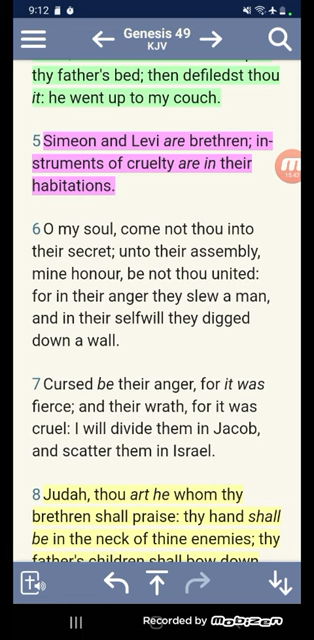 9:12
Genesis 49
KJV
thy father's bed; then defiledst thou
it: he went up to my couch.
5 Simeon and Levi are brethren; in-
struments of cruelty are in their
habitations.
6 O my soul, come not thou into
their secret; unto their assembly,
mine honour, be not thou united:
for in their anger they slew a man,
and in their selfwill they digged
down a wall.
7 Cursed be their anger, for it was
fierce; and their wrath, for it was
cruel: I will divide them in Jacob,
and scatter them in Israel.
8 Judah, thou art he whom thy
brethren shall praise: thy hand shall
be in the neck of thine enemies; thy
father's children shall bow down
Recorded by Mobizen